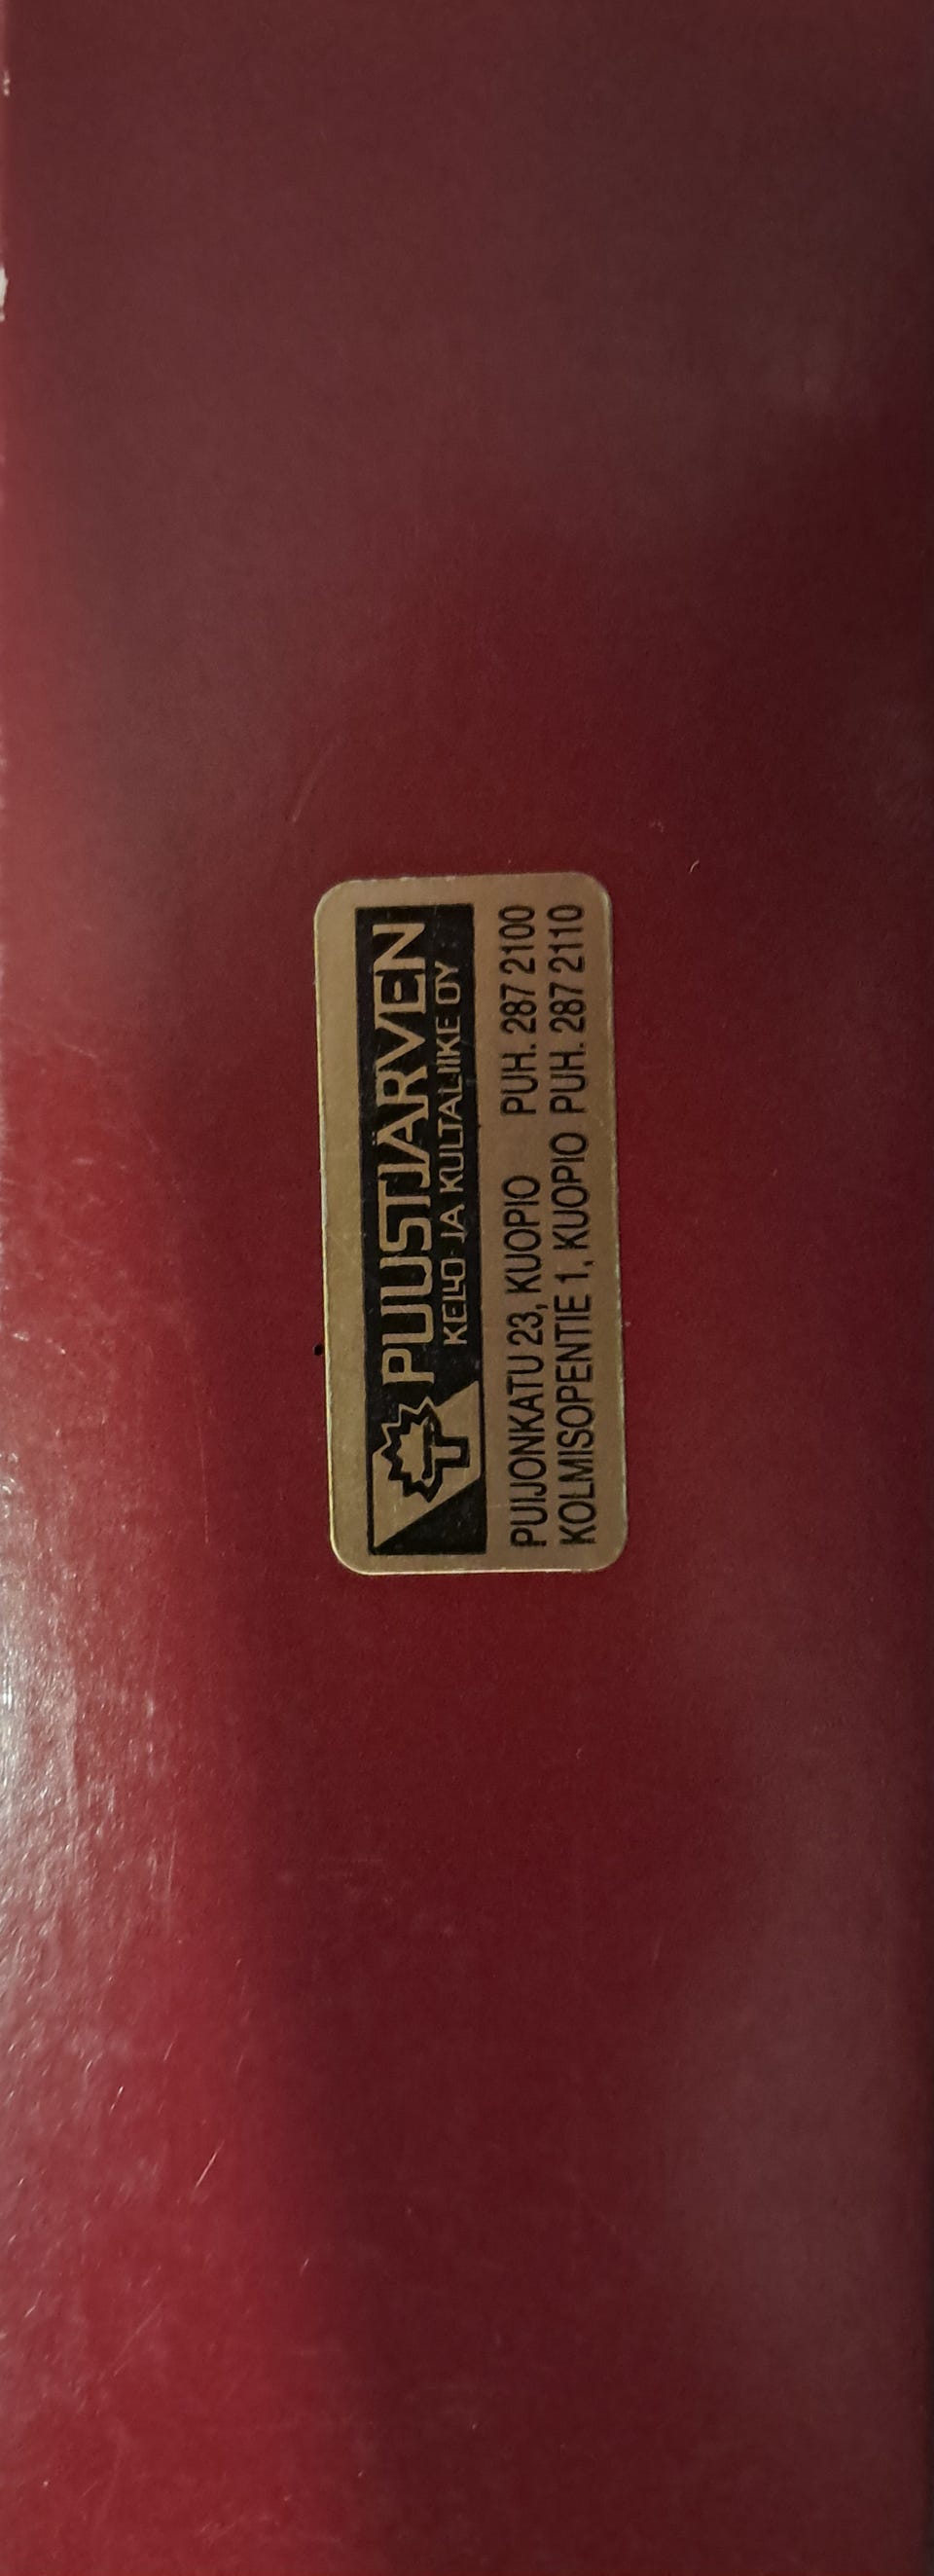 PUUSTJÄRVEN
KELLO- JA KULTALIIKE OY
PUIJONKATU 23, KUOPIO PUH. 287 2100
KOLMISOPENTIE 1, KUOPIO PUH. 287 2110